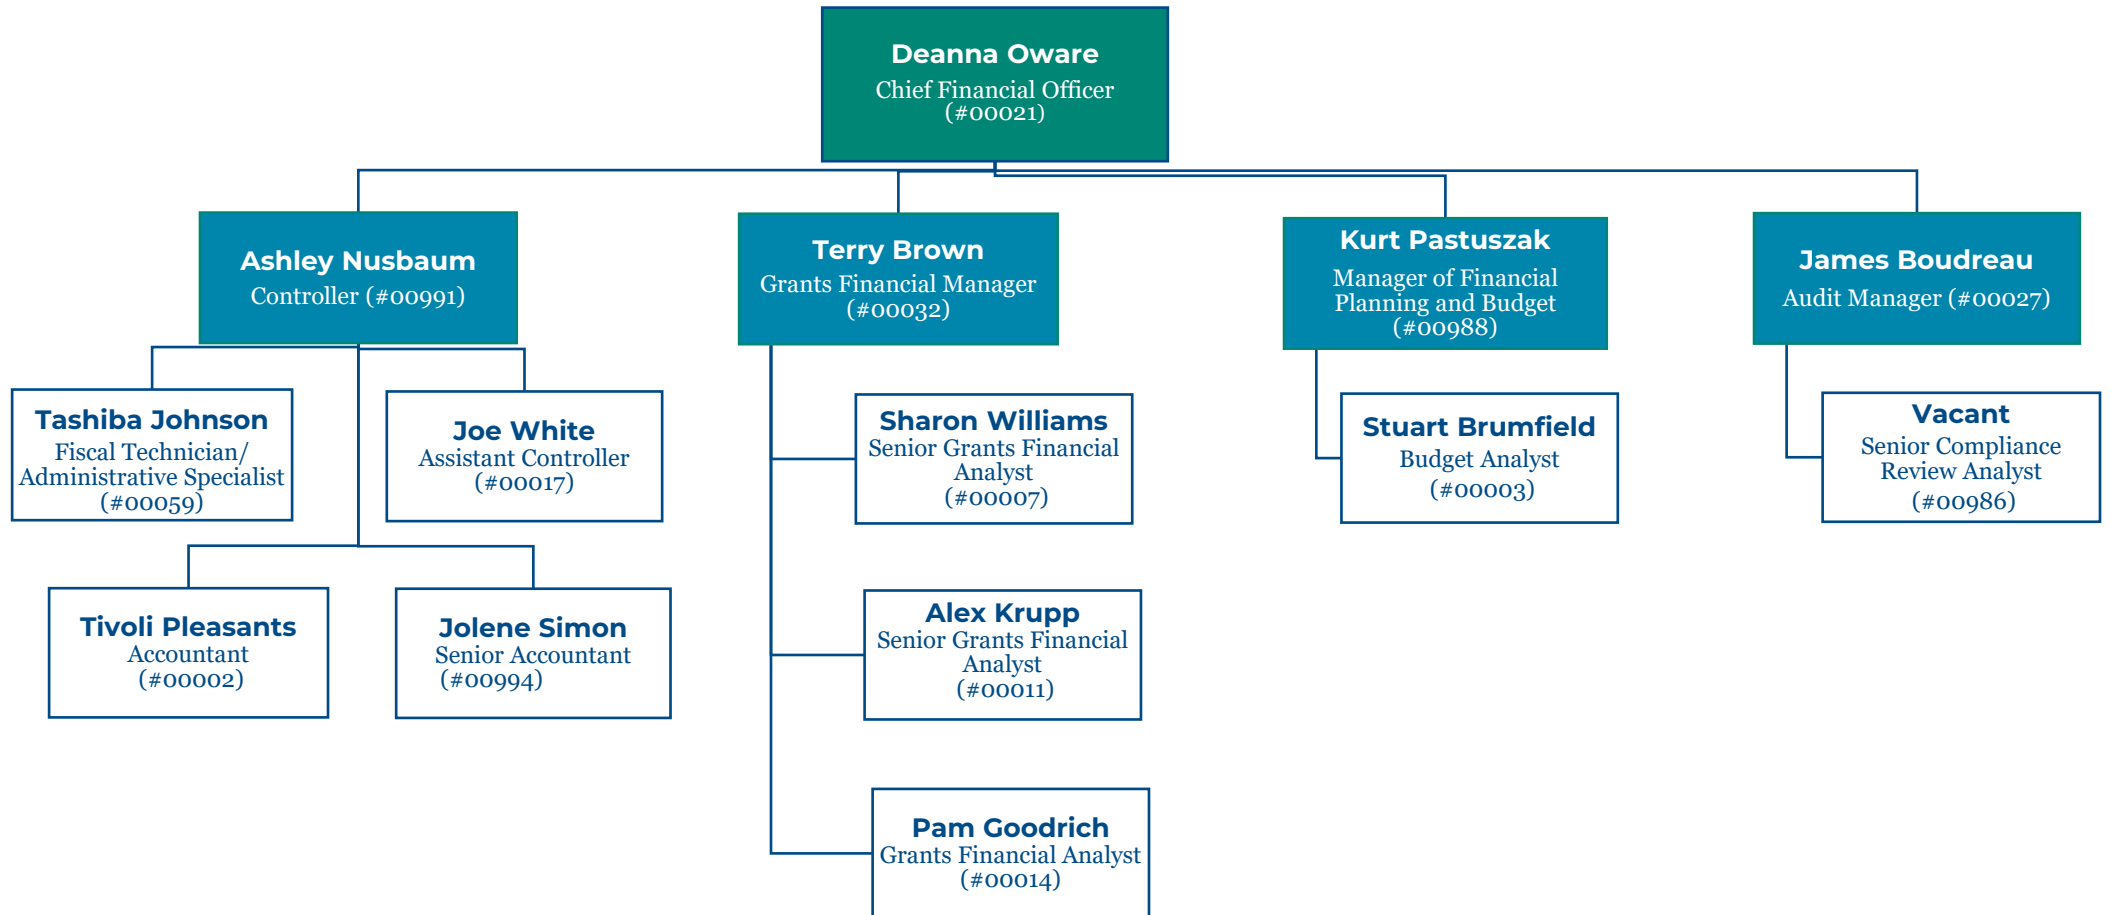 Deanna Oware
Chief Financial Officer
(#00021)
Ashley Nusbaum
Controller (#00991)
Terry Brown
Grants Financial Manager
(#00032)
Kurt Pastuszak
Manager of Financial
Planning and Budget
(#00988)
James Boudreau
Audit Manager (#00027)
Tashiba Johnson
Fiscal Technician/
Administrative Specialist
(#00059)
Joe White
Assistant Controller
(#00017)
Sharon Williams
Senior Grants Financial
Analyst
(#00007)
Stuart Brumfield
Budget Analyst
(#00003)
Vacant
Senior Compliance
Review Analyst
(#00986)
Tivoli Pleasants
Accountant
(#00002)
Jolene Simon
Senior Accountant
(#00994)
Alex Krupp
Senior Grants Financial
Analyst
(#00011)
Pam Goodrich
Grants Financial Analyst
(#00014)